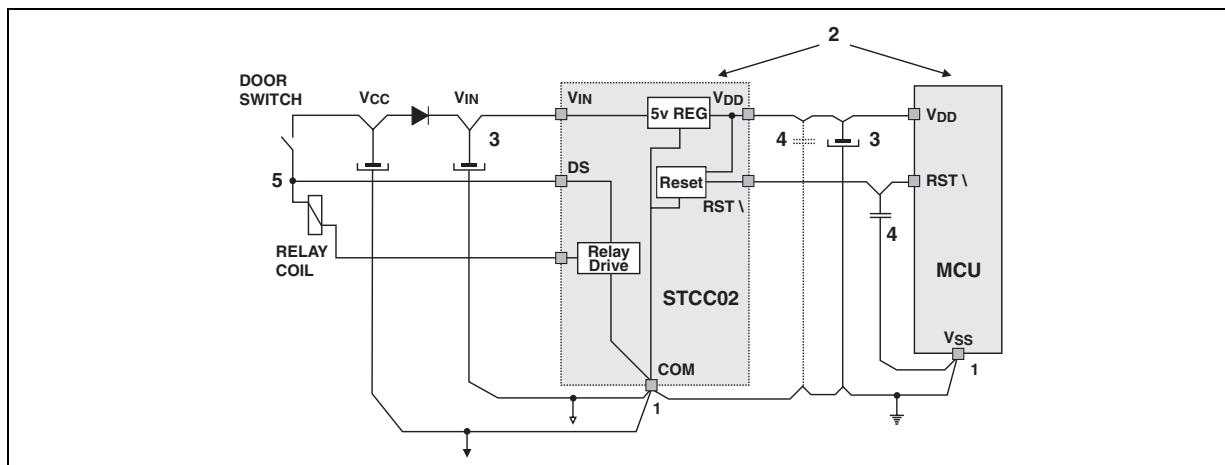 2
DOOR
SWITCH
VCC
VIN
VIN
5v REG
VDD
VDD
3
4
3
5
DS
Reset
RST \
RST \
4
RELAY
COIL
Relay
Drive
STCC02
MCU
VSS
COM
1
1